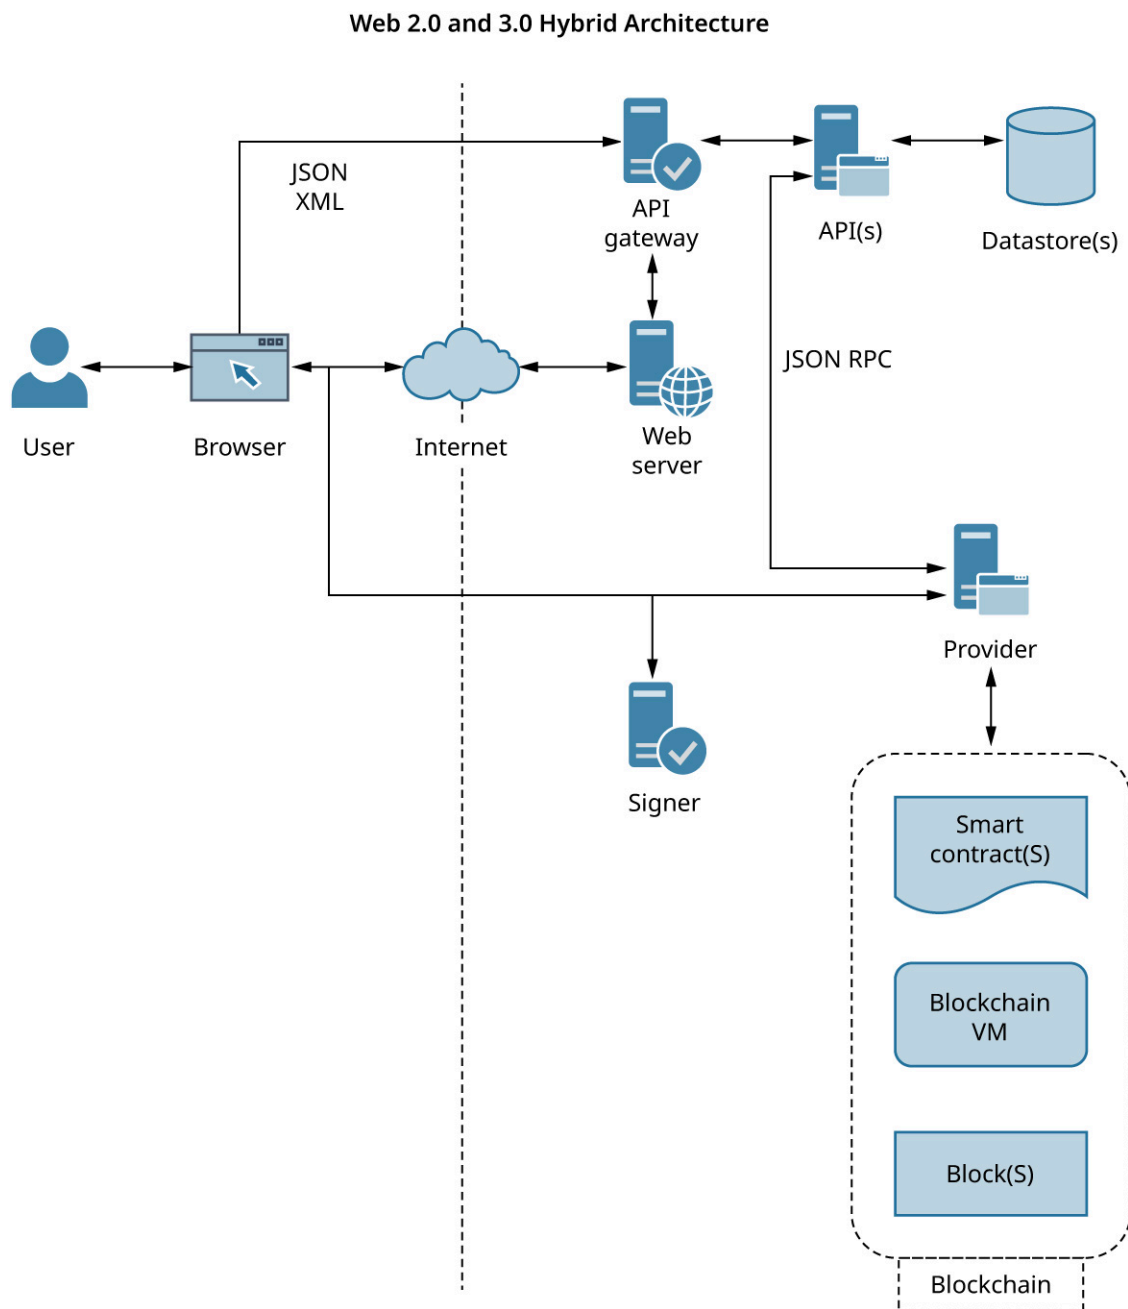 Web 2.0 and 3.0 Hybrid Architecture
JSON
XML
API
gateway
API(s)
Datastore(s)
User
Browser
Internet
Web
server
JSON RPC
Provider
Signer
Smart
contract(S)
Blockchain
VM
Block(S)
Blockchain